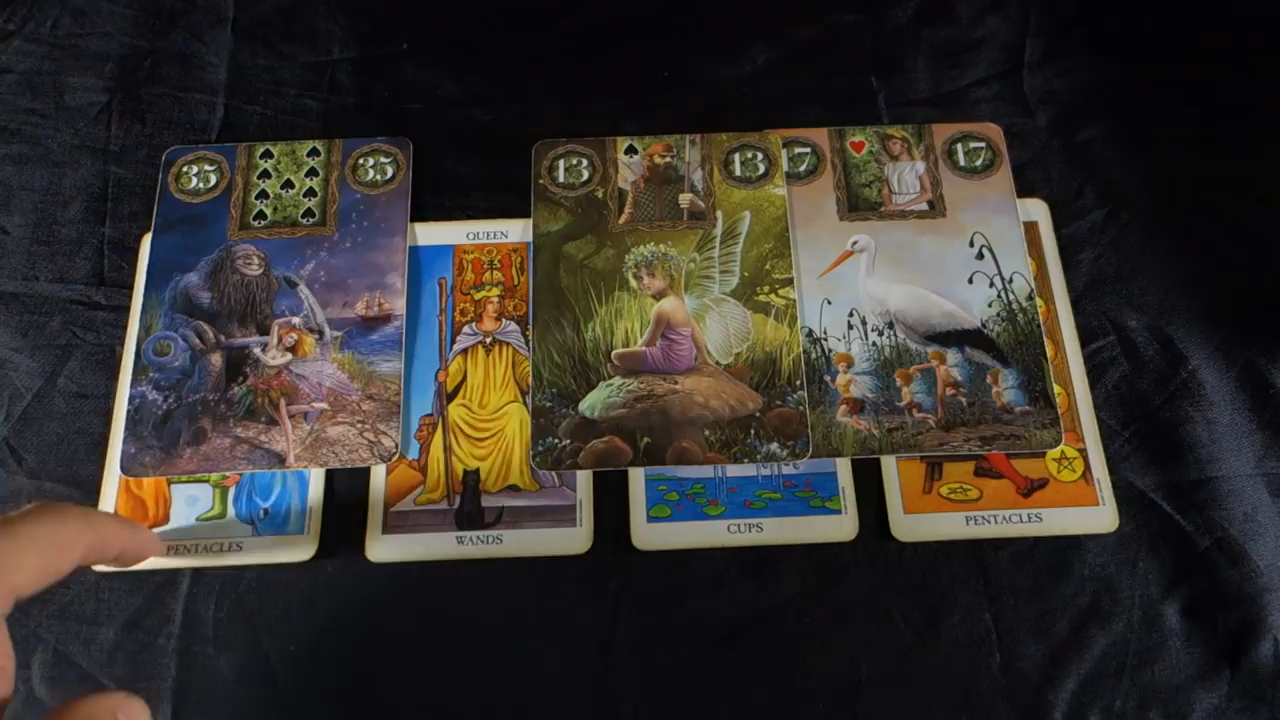 35 35
13 13
17 17
QUEEN
PENTACLES
WANDS
CUPS
PENTACLES